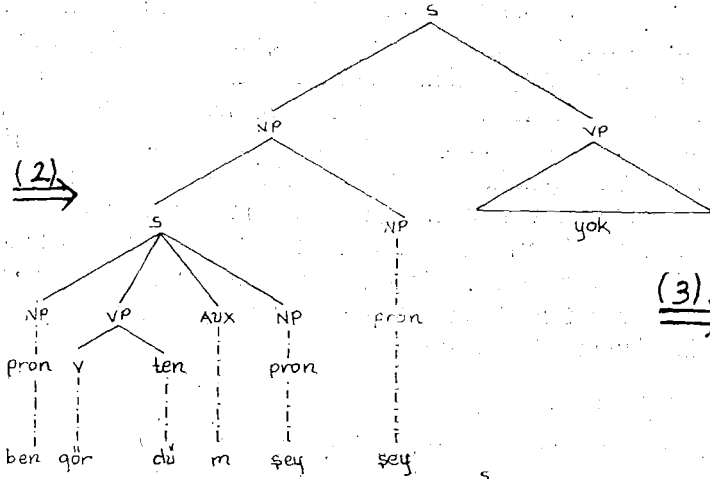 S
NP VP
(2)
S NP yok
(3)
NP VP AUX NP pron
pron v ten pron
ben gör dü m şey şey
s